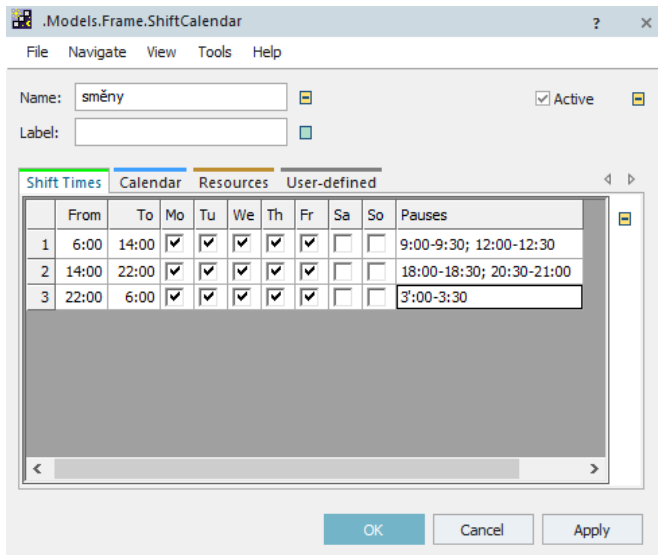 .Models.Frame.ShiftCalendar ? ×
File Navigate View Tools Help
Name: směny Active
Label:
Shift Times Calendar Resources User-defined
From To Mo Tu We Th Fr Sa So Pauses
1 6:00 14:00 9:00-9:30; 12:00-12:30
2 14:00 22:00 18:00-18:30; 20:30-21:00
3 22:00 6:00 3':00-3:30
OK Cancel Apply